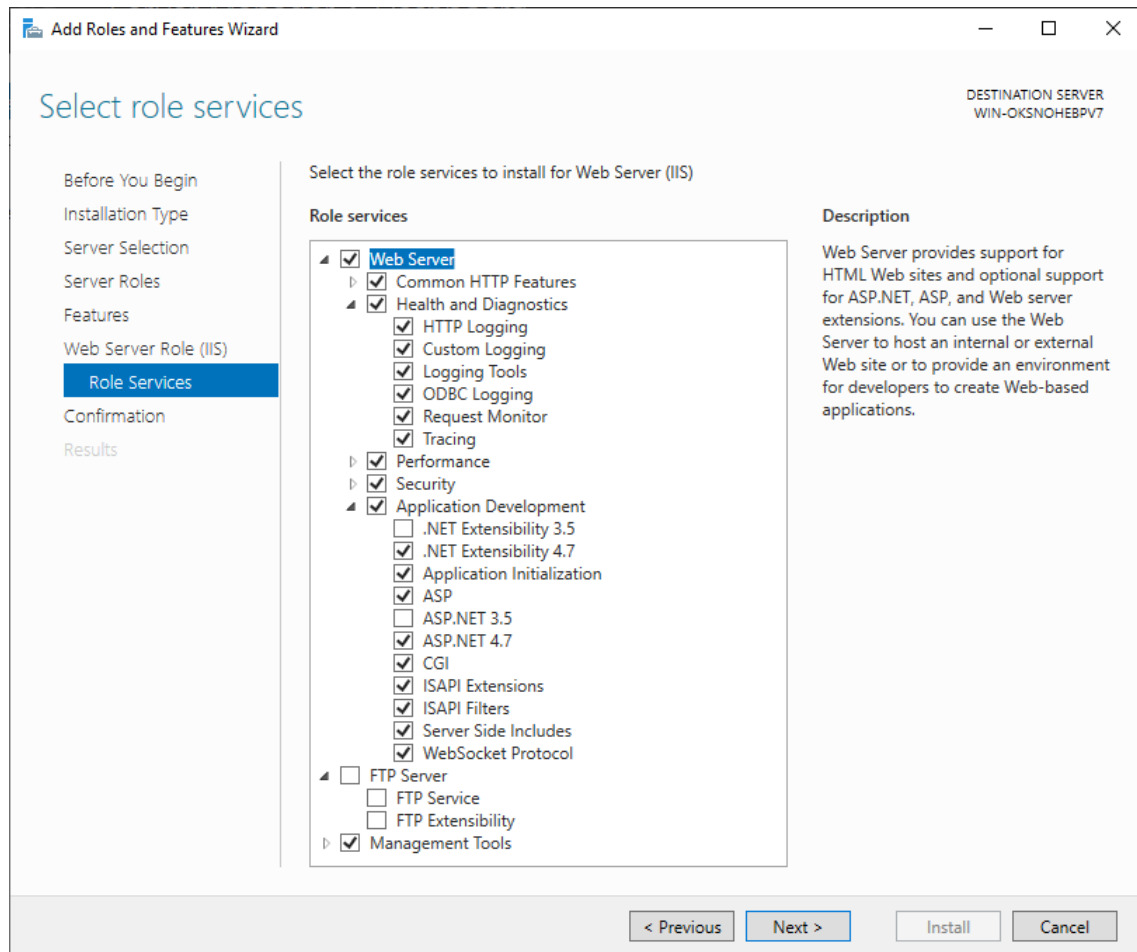 Add Roles and Features Wizard
Select role services
DESTINATION SERVER
WIN-OKSNOHEBPV7
Before You Begin
Installation Type
Server Selection
Server Roles
Features
Web Server Role (IIS)
Role Services
Confirmation
Results
Select the role services to install for Web Server (IIS)
Role services
Web Server
Common HTTP Features
Health and Diagnostics
HTTP Logging
Custom Logging
Logging Tools
ODBC Logging
Request Monitor
Tracing
Performance
Security
Application Development
.NET Extensibility 3.5
.NET Extensibility 4.7
Application Initialization
ASP
ASP.NET 3.5
ASP.NET 4.7
CGI
ISAPI Extensions
ISAPI Filters
Server Side Includes
WebSocket Protocol
FTP Server
FTP Service
FTP Extensibility
Management Tools
Description
Web Server provides support for
HTML Web sites and optional support
for ASP.NET, ASP, and Web server
extensions. You can use the Web
Server to host an internal or external
Web site or to provide an environment
for developers to create Web-based
applications.
< Previous
Next >
Install
Cancel